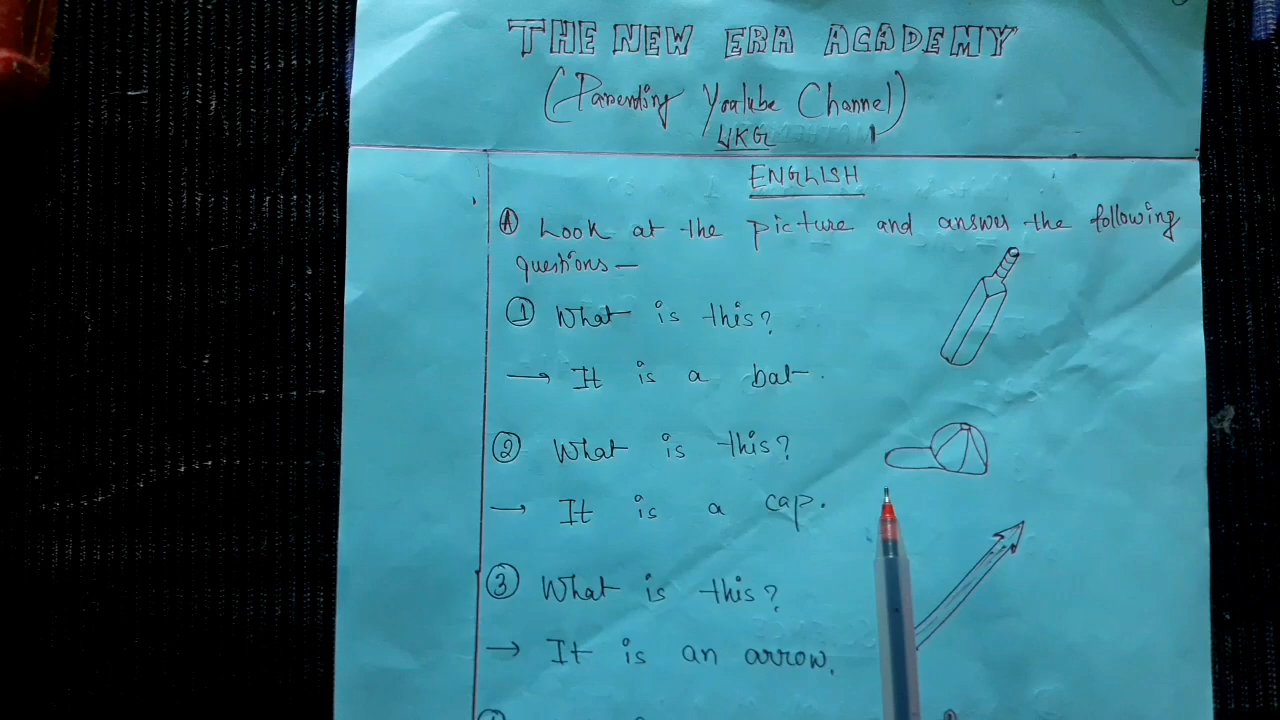 THE NEW ERA ACADEMY
(Parenting Youtube Channel)
UKG
ENGLISH
Ⓐ Look at the picture and answer the following
questions —
① What is this?
→ It is a bat.
② What is this?
→ It is a cap.
③ What is this?
→ It is an arrow.